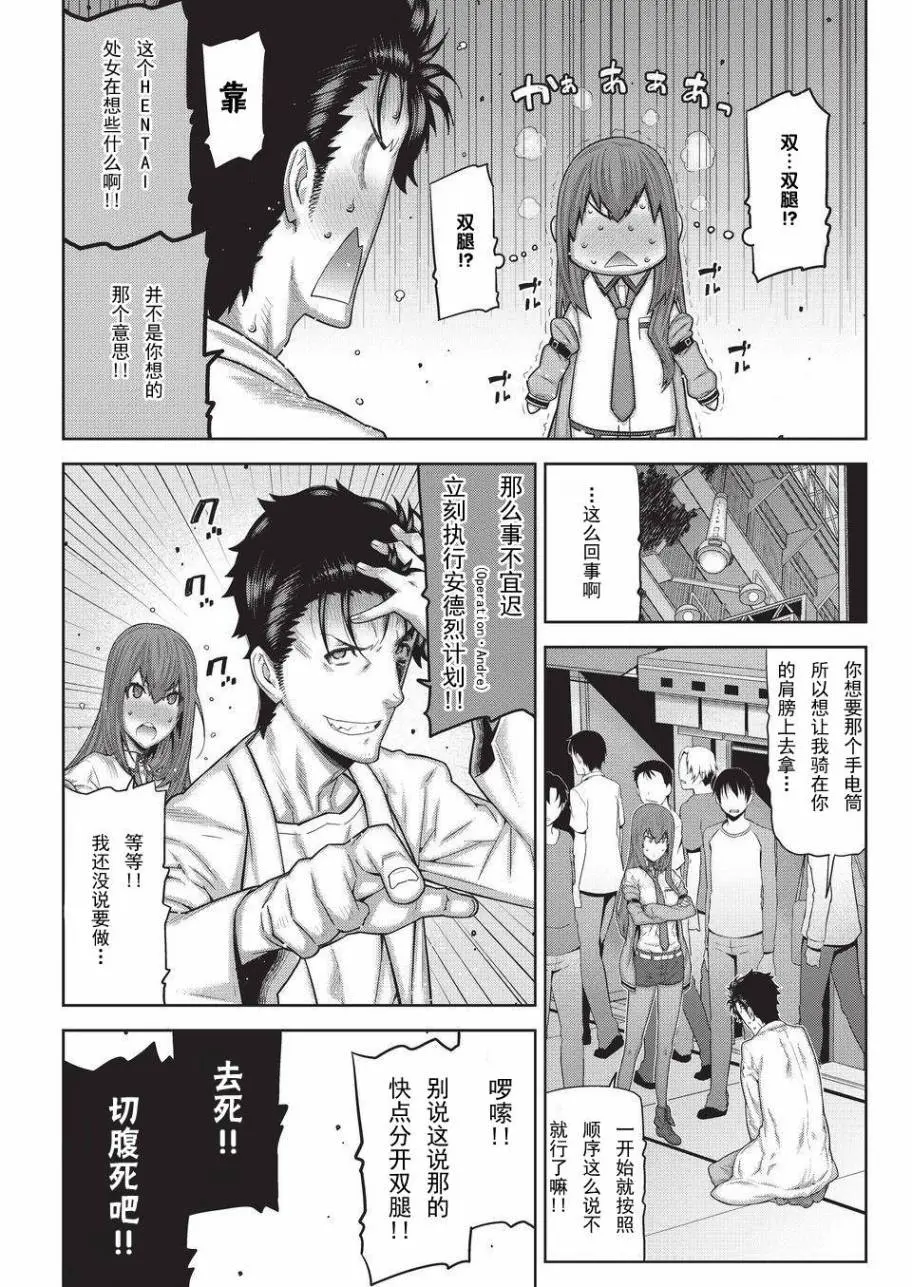 双…双腿!?
かぁぁぁぁっ
双腿!?
ブル
ブル
ブル
靠
这个HENTAI
处女在想些什么啊!!
并不是你想的
那个意思!!
…这么回事啊
你想要那个手电筒
所以想让我骑在你
的肩膀上去拿…
一开始就按照
顺序这么说不
就行了嘛!!
那么事不宜迟
(Operation・Andre)
立刻执行安德烈计划!!
等等!!
我还没说要做…
啰嗦!!
别说这说那的
快点分开双腿!!
去死!!
切腹死吧!!